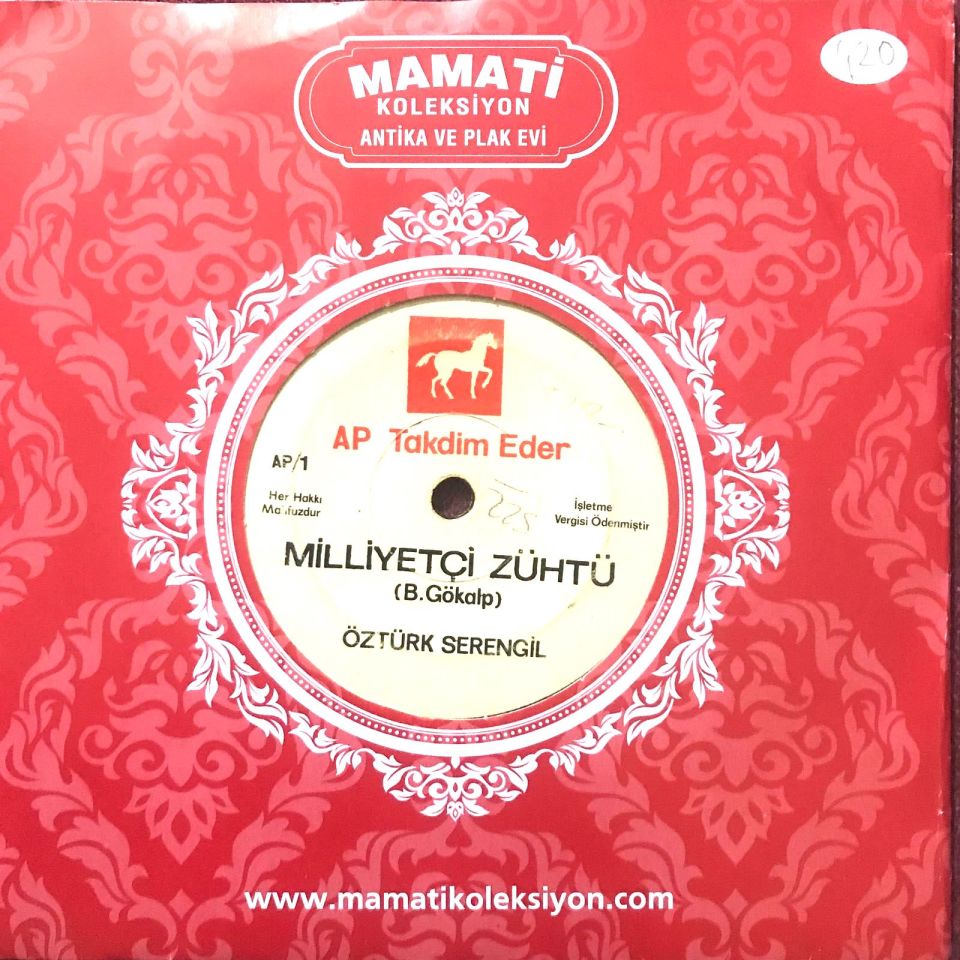 MAMATİ
KOLEKSİYON
ANTİKA VE PLAK EVİ
AP Takdim Eder
AP/1
Her Hakkı
Mahfuzdur
İşletme
Vergisi Ödenmiştir
MİLLİYETÇİ ZÜHTÜ
(B.Gökalp)
ÖZTÜRK SERENGİL
www.mamatikoleksiyon.com